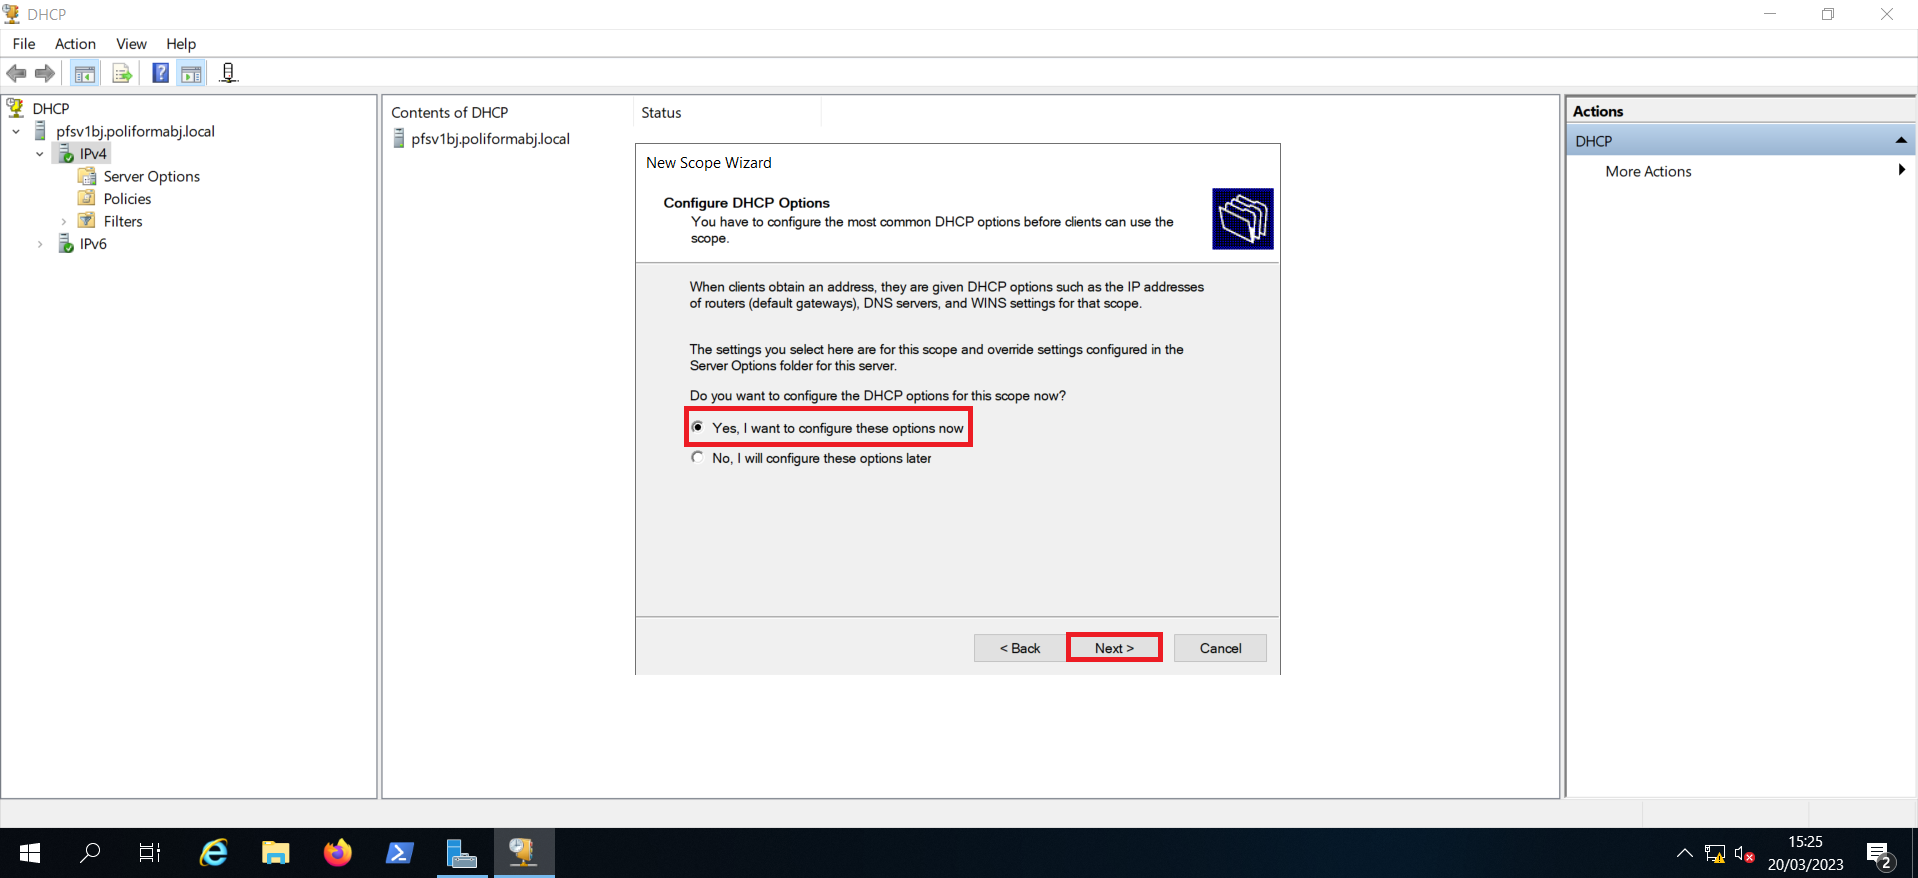 DHCP
File Action View Help
DHCP
pfsv1bj.poliformabj.local
IPv4
Server Options
Policies
Filters
IPv6
Contents of DHCP Status
pfsv1bj.poliformabj.local
New Scope Wizard
Configure DHCP Options
You have to configure the most common DHCP options before clients can use the
scope.
When clients obtain an address, they are given DHCP options such as the IP addresses
of routers (default gateways), DNS servers, and WINS settings for that scope.
The settings you select here are for this scope and override settings configured in the
Server Options folder for this server.
Do you want to configure the DHCP options for this scope now?
Yes, I want to configure these options now
No, I will configure these options later
< Back Next > Cancel
Actions
DHCP
More Actions
15:25
20/03/2023
2